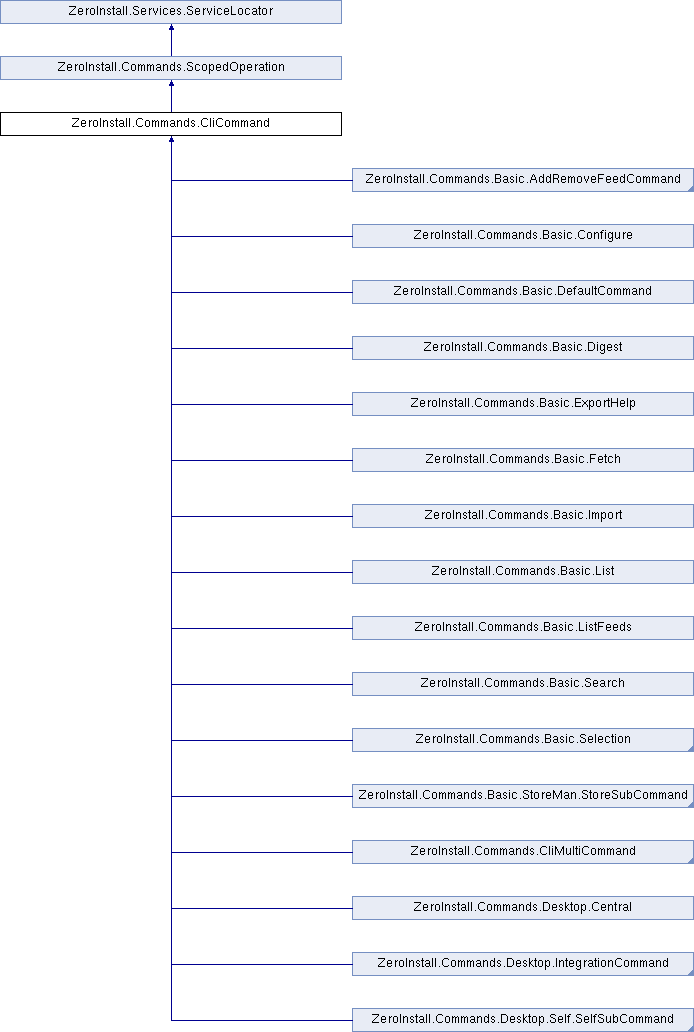 ZeroInstall.Services.ServiceLocator
ZeroInstall.Commands.ScopedOperation
ZeroInstall.Commands.CliCommand
ZeroInstall.Commands.Basic.AddRemoveFeedCommand
ZeroInstall.Commands.Basic.Configure
ZeroInstall.Commands.Basic.DefaultCommand
ZeroInstall.Commands.Basic.Digest
ZeroInstall.Commands.Basic.ExportHelp
ZeroInstall.Commands.Basic.Fetch
ZeroInstall.Commands.Basic.Import
ZeroInstall.Commands.Basic.List
ZeroInstall.Commands.Basic.ListFeeds
ZeroInstall.Commands.Basic.Search
ZeroInstall.Commands.Basic.Selection
ZeroInstall.Commands.Basic.StoreMan.StoreSubCommand
ZeroInstall.Commands.CliMultiCommand
ZeroInstall.Commands.Desktop.Central
ZeroInstall.Commands.Desktop.IntegrationCommand
ZeroInstall.Commands.Desktop.Self.SelfSubCommand